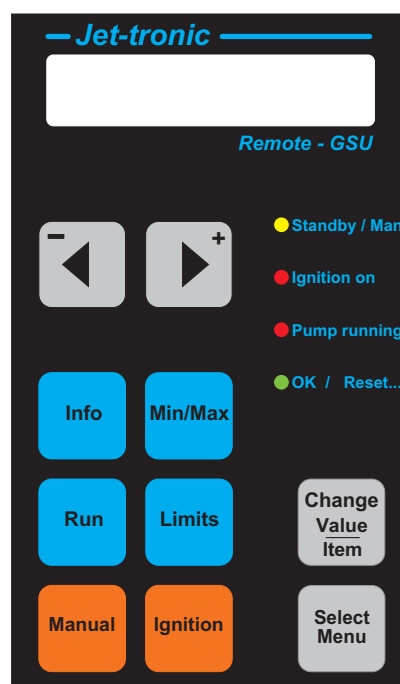 Jet-tronic
Remote - GSU
- +
Standby / Man
Ignition on
Pump running
OK / Reset...
Info Min/Max
Run Limits
Change
Value
Item
Manual Ignition
Select
Menu